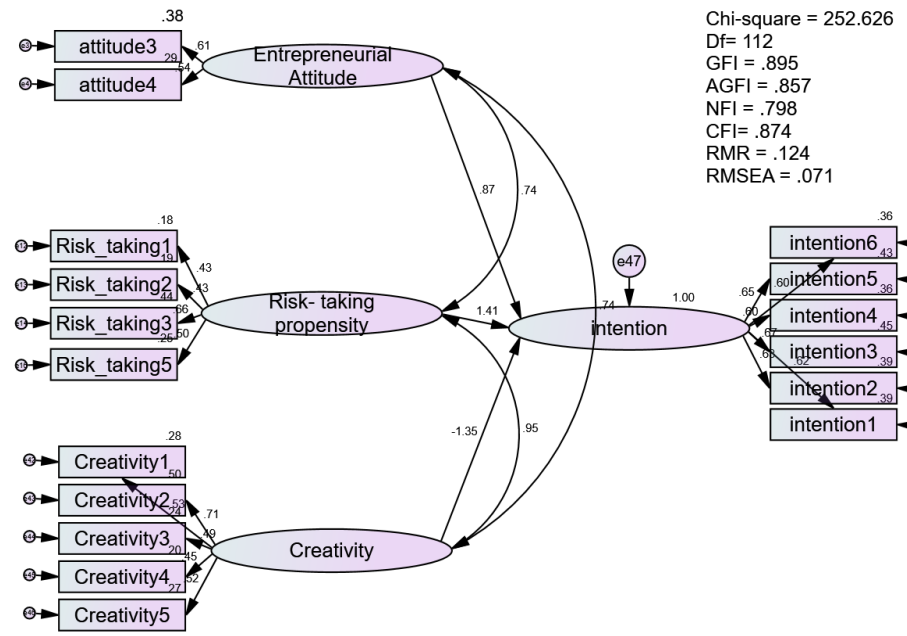 .38
Chi-square = 252.626
Df= 112
GFI = .895
AGFI = .857
NFI = .798
CFI= .874
RMR = .124
RMSEA = .071
e3
attitude3
.61
.29
.54
e4
attitude4
Entrepreneurial
Attitude
.87
.74
.18
Risk_taking1
.19
.43
e13
Risk_taking2
.44
.43
Risk_taking3
.66
.25
.50
Risk_taking5
Risk- taking
propensity
1.41
e47
1.00
.74
intention
.36
intention6
.43
.60
.65
intention5
.36
.60
intention4
.45
.67
intention3
.39
.62
intention2
.39
intention1
-1.35
.95
.28
Creativity1
.50
Creativity2
.53
.24
.71
Creativity3
.49
.20
.45
Creativity4
.52
.27
Creativity5
Creativity